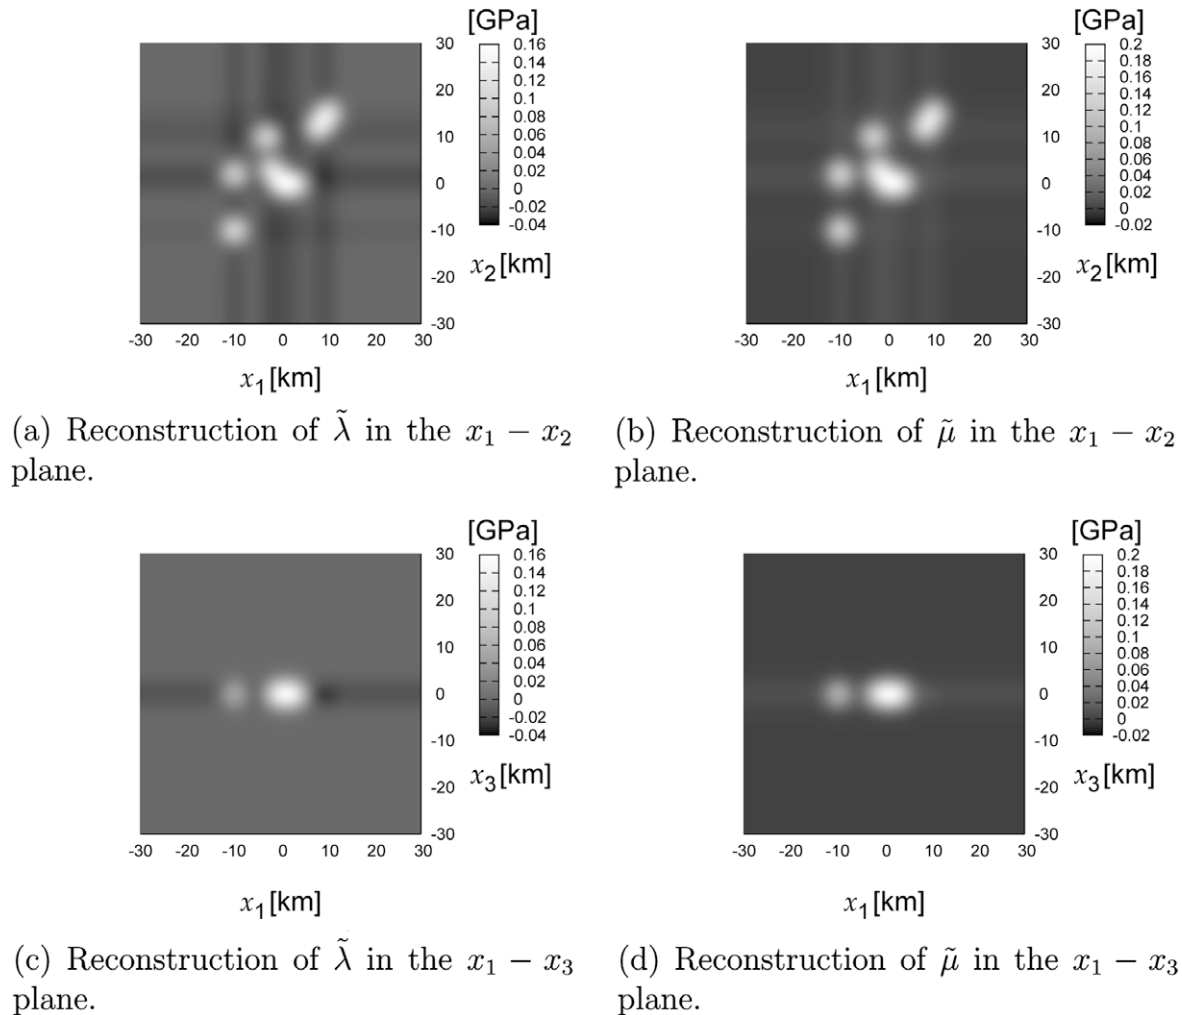 [GPa] [GPa]
30 0.16 30 0.2
0.14 0.18
20 0.12 20 0.16
0.1 0.14
10 0.08 10 0.12
0.06 0.1
0.04 0.08
0 0.02 0 0.06
0 0.04
-0.02 0.02
-10 -0.04 -10 0
-0.02
-20 x2 [km] -20 x2 [km]
-30 -30
-30 -20 -10 0 10 20 30 -30 -20 -10 0 10 20 30
x1[km] x1[km]
(a) Reconstruction of λ̃ in the x1 − x2 plane.
(b) Reconstruction of μ̃ in the x1 − x2 plane.
[GPa] [GPa]
30 0.16 30 0.2
0.14 0.18
20 0.12 20 0.16
0.1 0.14
10 0.08 10 0.12
0.06 0.1
0.04 0.08
0 0.02 0 0.06
0 0.04
-0.02 0.02
-10 -0.04 -10 0
-0.02
-20 x3 [km] -20 x3 [km]
-30 -30
-30 -20 -10 0 10 20 30 -30 -20 -10 0 10 20 30
x1[km] x1[km]
(c) Reconstruction of λ̃ in the x1 − x3 plane.
(d) Reconstruction of μ̃ in the x1 − x3 plane.